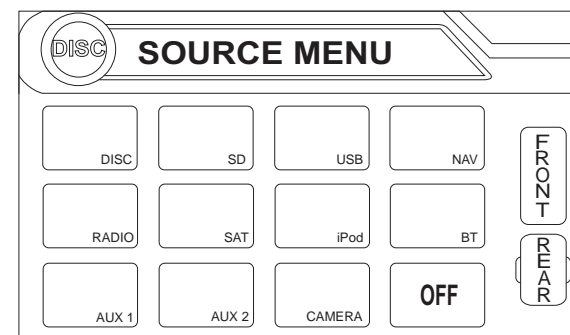 DISC SOURCE MENU
DISC SD USB NAV
RADIO SAT iPod BT
AUX 1 AUX 2 CAMERA OFF
FRONT
REAR